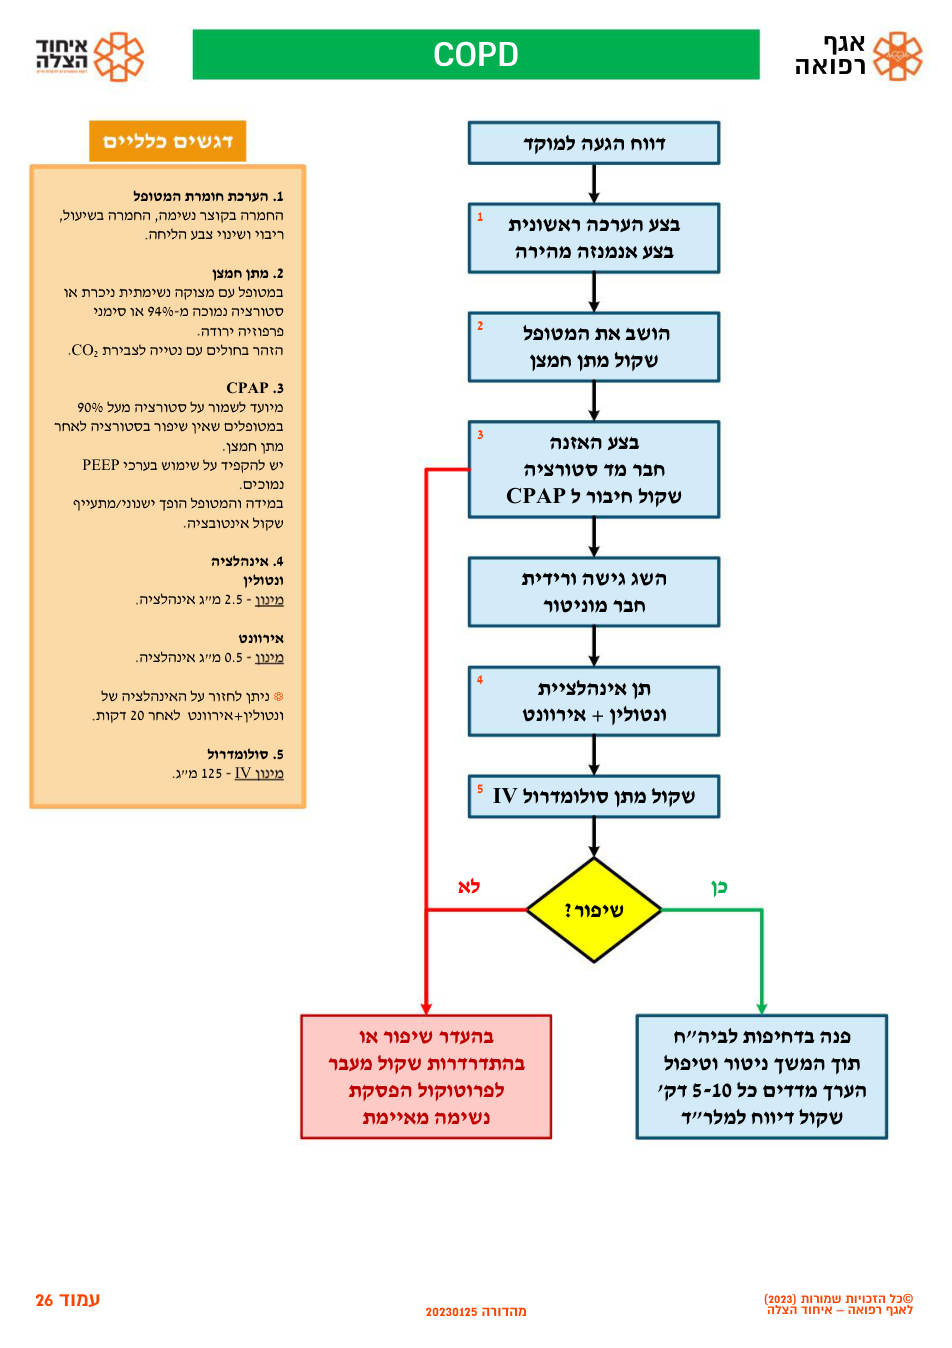 אגף
רפואה
COPD
איחוד
הצלה
דווח הגעה למוקד
1
בצע הערכה ראשונית
בצע אנמנזה מהירה
2
הושב את המטופל
שקול מתן חמצן
3
בצע האזנה
חבר מד סטורציה
שקול חיבור ל CPAP
השג גישה ורידית
חבר מוניטור
4
תן אינהלציית
ונטולין + אירוונט
5
שקול מתן סולומדרול IV
שיפור?
כן
לא
פנה בדחיפות לביה״ח
תוך המשך ניטור וטיפול
הערך מדדים כל 5-10 דק׳
שקול דיווח למלר״ד
בהעדר שיפור או
בהתדרדרות שקול מעבר
לפרוטוקול הפסקת
נשימה מאיימת
דגשים כלליים
1. הערכת חומרת המטופל
החמרה בקוצר נשימה, החמרה בשיעול,
ריבוי ושינוי צבע הליחה.
2. מתן חמצן
במטופל עם מצוקה נשימתית ניכרת או
סטורציה נמוכה מ-94% או סימני
פרפוזיה ירודה.
הזהר בחולים עם נטייה לצבירת CO₂.
3. CPAP
מיועד לשמור על סטורציה מעל 90%
במטופלים שאין שיפור בסטורציה לאחר
מתן חמצן.
יש להקפיד על שימוש בערכי PEEP
נמוכים.
במידה והמטופל הופך ישנוני/מתעייף
שקול אינטובציה.
4. אינהלציה
ונטולין
מינון - 2.5 מ״ג אינהלציה.
אירוונט
מינון - 0.5 מ״ג אינהלציה.
ניתן לחזור על האינהלציה של
ונטולין+אירוונט לאחר 20 דקות.
5. סולומדרול
מינון IV - 125 מ״ג.
©כל הזכויות שמורות (2023)
לאגף רפואה – איחוד הצלה
מהדורה 20230125
עמוד 26